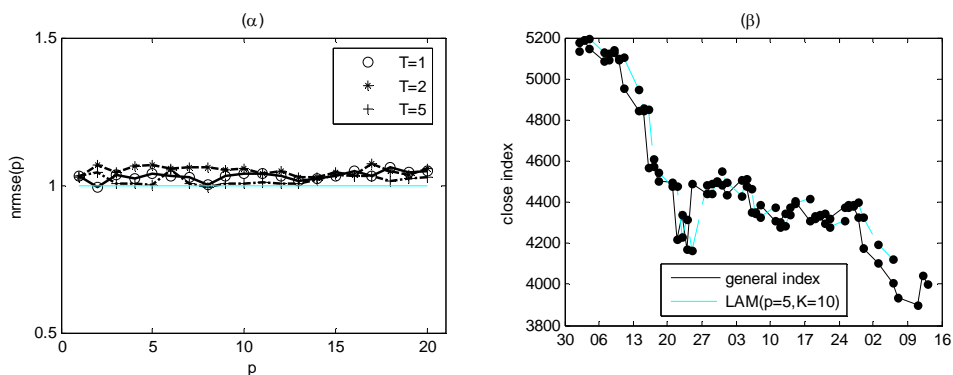 (α)
nrmse(p)
1.5
1
0.5
0 5 10 15 20
p
T=1
T=2
T=5
(β)
close index
5200
5000
4800
4600
4400
4200
4000
3800
30 06 13 20 27 03 10 17 24 02 09 16
general index
LAM(p=5,K=10)